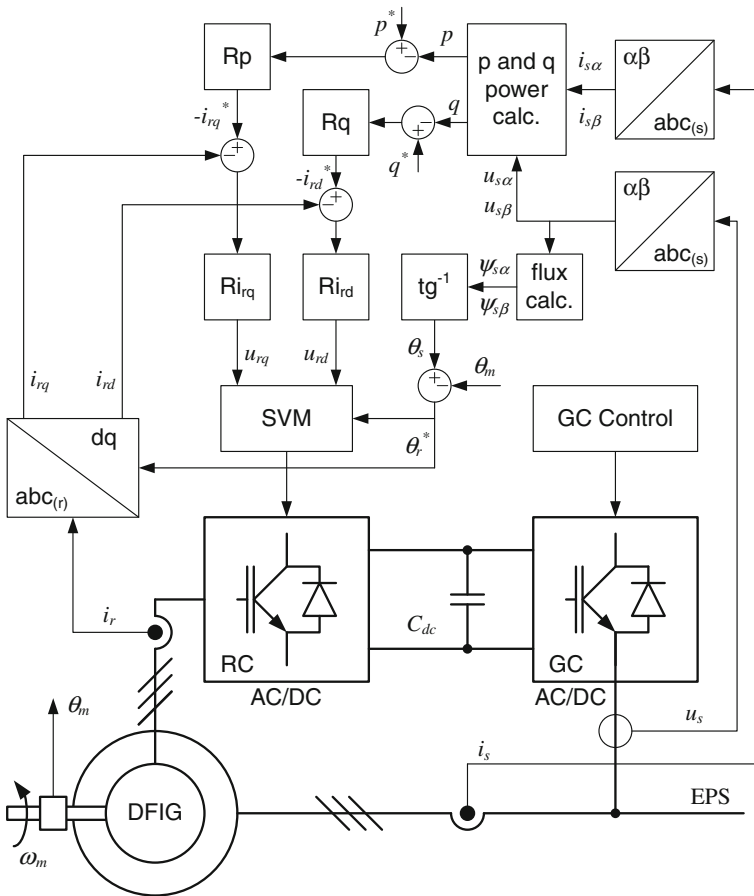 p*
Rp
p
p and q
power
calc.
isα
isβ
αβ
abc(s)
-irq*
Rq
q
q*
-ird*
usα
usβ
αβ
abc(s)
Rirq
Rird
tg-1
ψsα
ψsβ
flux
calc.
θs
urq
urd
irq
ird
θm
SVM
θr*
GC Control
dq
abc(r)
ir
RC
AC/DC
Cdc
GC
AC/DC
us
θm
is
DFIG
EPS
ωm